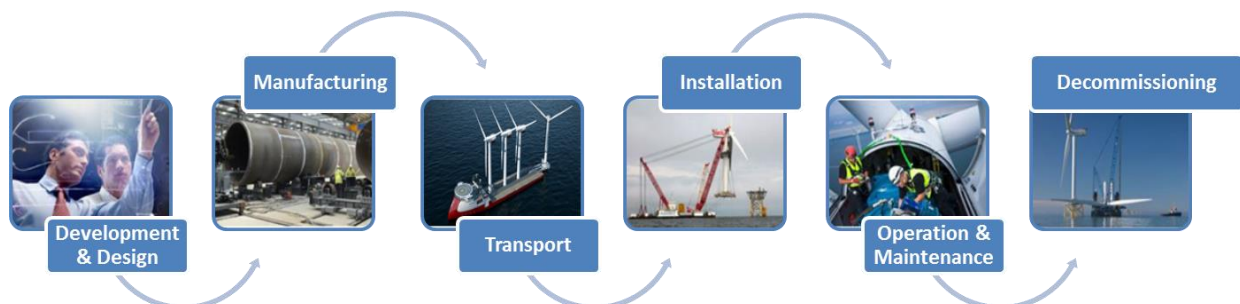 Development
& Design
Manufacturing
Transport
Installation
Operation &
Maintenance
Decommissioning